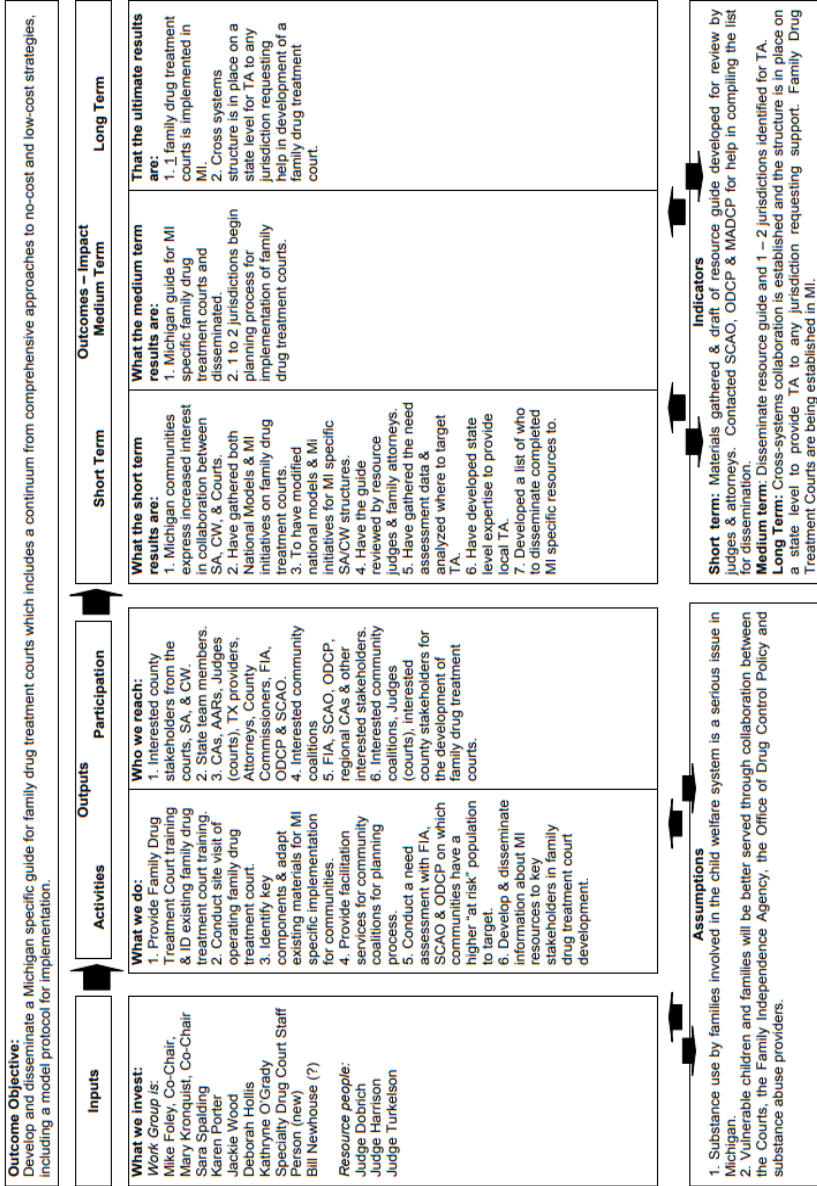 Outcome Objective:
Develop and disseminate a Michigan specific guide for family drug treatment courts which includes a continuum from comprehensive approaches to no-cost and low-cost strategies,
including a model protocol for implementation.
Inputs
Outputs
Activities Participation
Outcomes – Impact
Short Term Medium Term Long Term
What we invest:
Work Group is:
Mike Foley, Co-Chair,
Mary Kronquist, Co-Chair
Sara Spalding
Karen Porter
Jackie Wood
Deborah Hollis
Kathryne O'Grady
Specialty Drug Court Staff
Person (new)
Bill Newhouse (?)
Resource people:
Judge Dobrich
Judge Harrison
Judge Turkelson
What we do:
1. Provide Family Drug
Treatment Court training
& ID existing family drug
treatment court training.
2. Conduct site visit of
operating family drug
treatment court.
3. Identify key
components & adapt
existing materials for MI
specific implementation
for communities.
4. Provide facilitation
services for community
coalitions for planning
process.
5. Conduct a need
assessment with FIA,
SCAO & ODCP on which
communities have a
higher "at risk" population
to target.
6. Develop & disseminate
information about MI
resources to key
stakeholders in family
drug treatment court
development.
Who we reach:
1. Interested county
stakeholders from the
courts, SA, & CW.
2. State team members.
3. CAs, AARs, Judges
(courts), TX providers,
Attorneys, County
Commissioners, FIA,
ODCP & SCAO.
4. Interested community
coalitions
5. FIA, SCAO, ODCP,
regional CAs & other
interested stakeholders.
6. Interested community
coalitions, Judges
(courts), interested
county stakeholders for
the development of
family drug treatment
courts.
What the short term
results are:
1. Michigan communities
express increased interest
in collaboration between
SA, CW, & Courts.
2. Have gathered both
National Models & MI
initiatives on family drug
treatment courts.
3. To have modified
national models & Mi
initiatives for MI specific
SA/CW structures.
4. Have the guide
reviewed by resource
judges & family attorneys.
5. Have gathered the need
assessment data &
analyzed where to target
TA.
6. Have developed state
level expertise to provide
local TA.
7. Developed a list of who
to disseminate completed
MI specific resources to.
What the medium term
results are:
1. Michigan guide for MI
specific family drug
treatment courts and
disseminated.
2. 1 to 2 jurisdictions begin
planning process for
implementation of family
drug treatment courts.
That the ultimate results
are:
1. 1 family drug treatment
courts is implemented in
MI.
2. Cross systems
structure is in place on a
state level for TA to any
jurisdiction requesting
help in development of a
family drug treatment
court.
Assumptions
1. Substance use by families involved in the child welfare system is a serious issue in
Michigan.
2. Vulnerable children and families will be better served through collaboration between
the Courts, the Family Independence Agency, the Office of Drug Control Policy and
substance abuse providers.
Indicators
Short term: Materials gathered & draft of resource guide developed for review by
judges & attorneys. Contacted SCAO, ODCP & MADCP for help in compiling the list
for dissemination.
Medium term: Disseminate resource guide and 1 – 2 jurisdictions identified for TA.
Long Term: Cross-systems collaboration is established and the structure is in place on
a state level to provide TA to any jurisdiction requesting support. Family Drug
Treatment Courts are being established in MI.